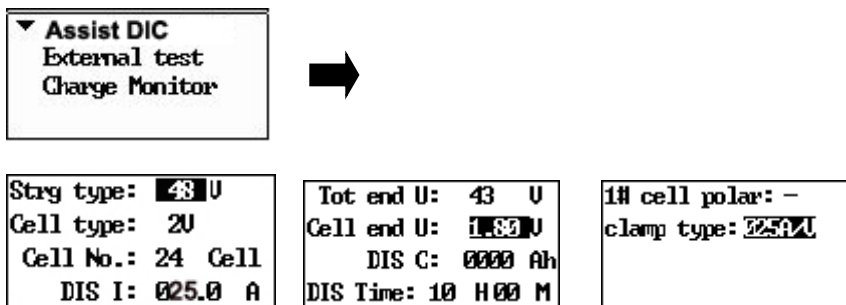 Assist DIC
External test
Charge Monitor
Strg type: 48 U
Cell type: 2U
Cell No.: 24 Cell
DIS I: 025.0 A
Tot end U: 43 U
Cell end U: 1.80 U
DIS C: 0000 Ah
DIS Time: 10 H 00 M
1# cell polar: -
clamp type: 025A/U